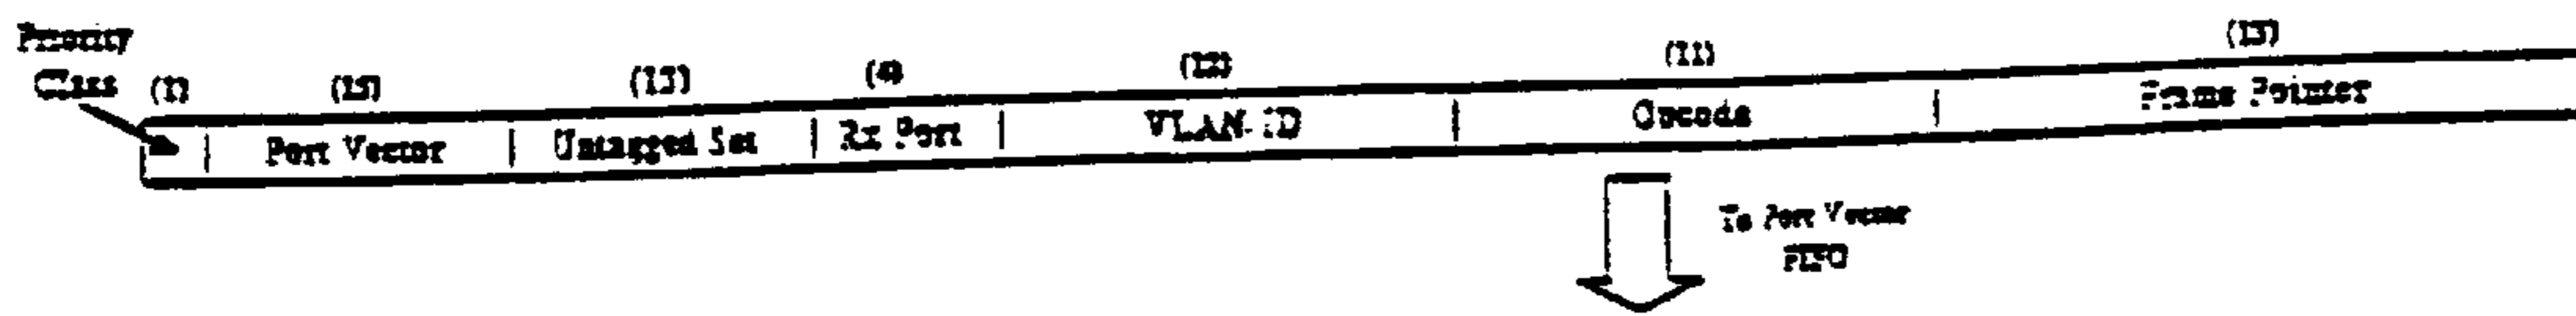 Priority
Class
(1) (15) (13) (4) (12) (11) (13)
Port Vector Untagged Set Rx Port VLAN-ID Opcode Frame Pointer
To Port Vector
FIFO